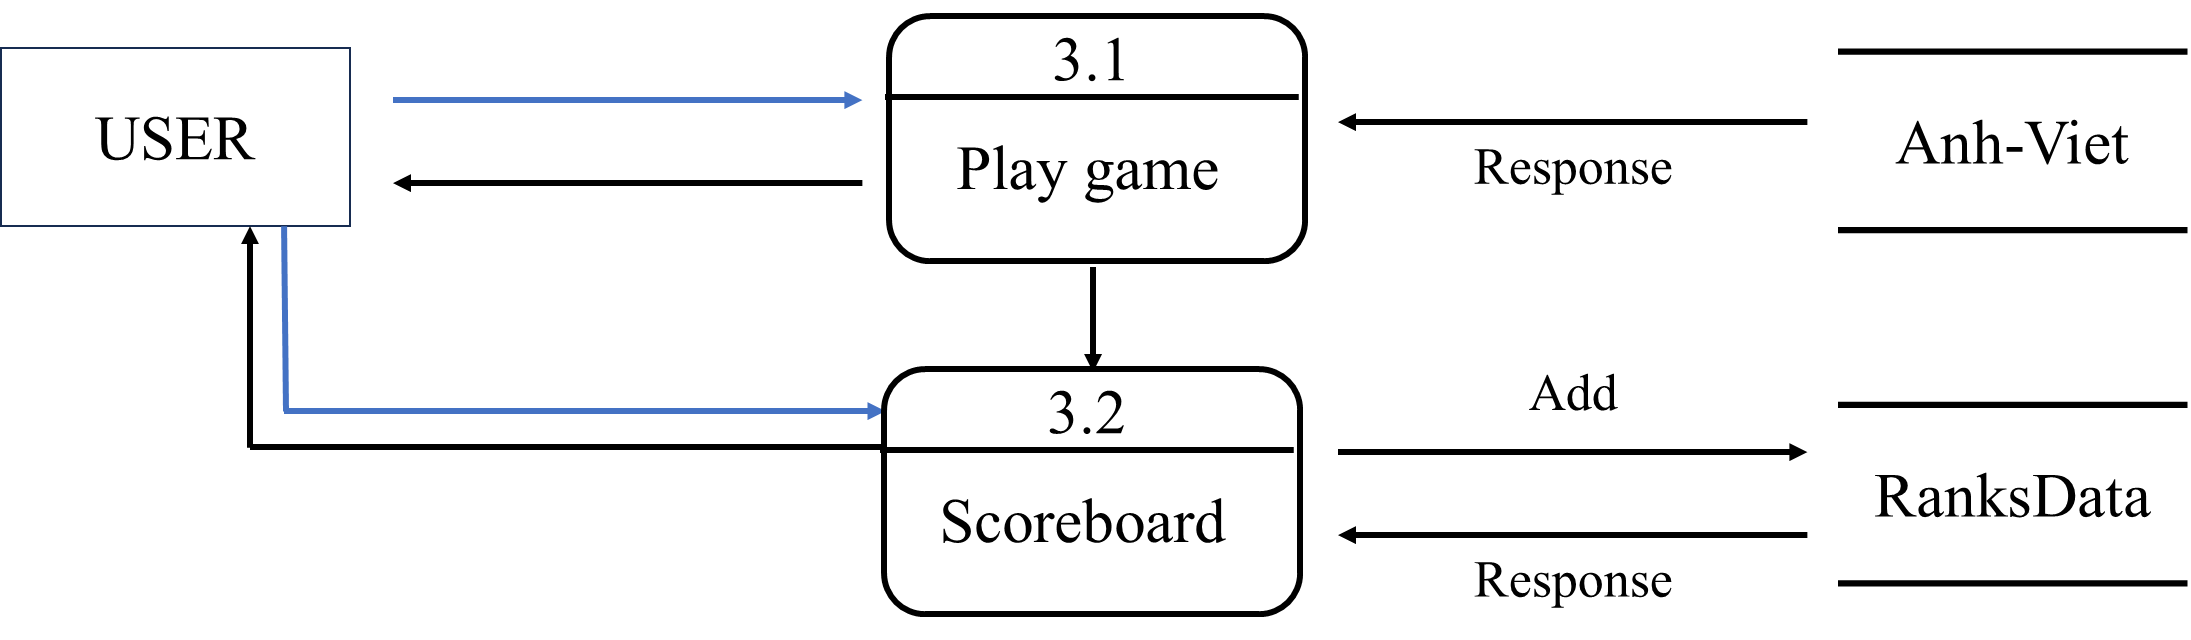 3.1
USER
Play game
Response
Anh-Viet
3.2
Scoreboard
Add
RanksData
Response